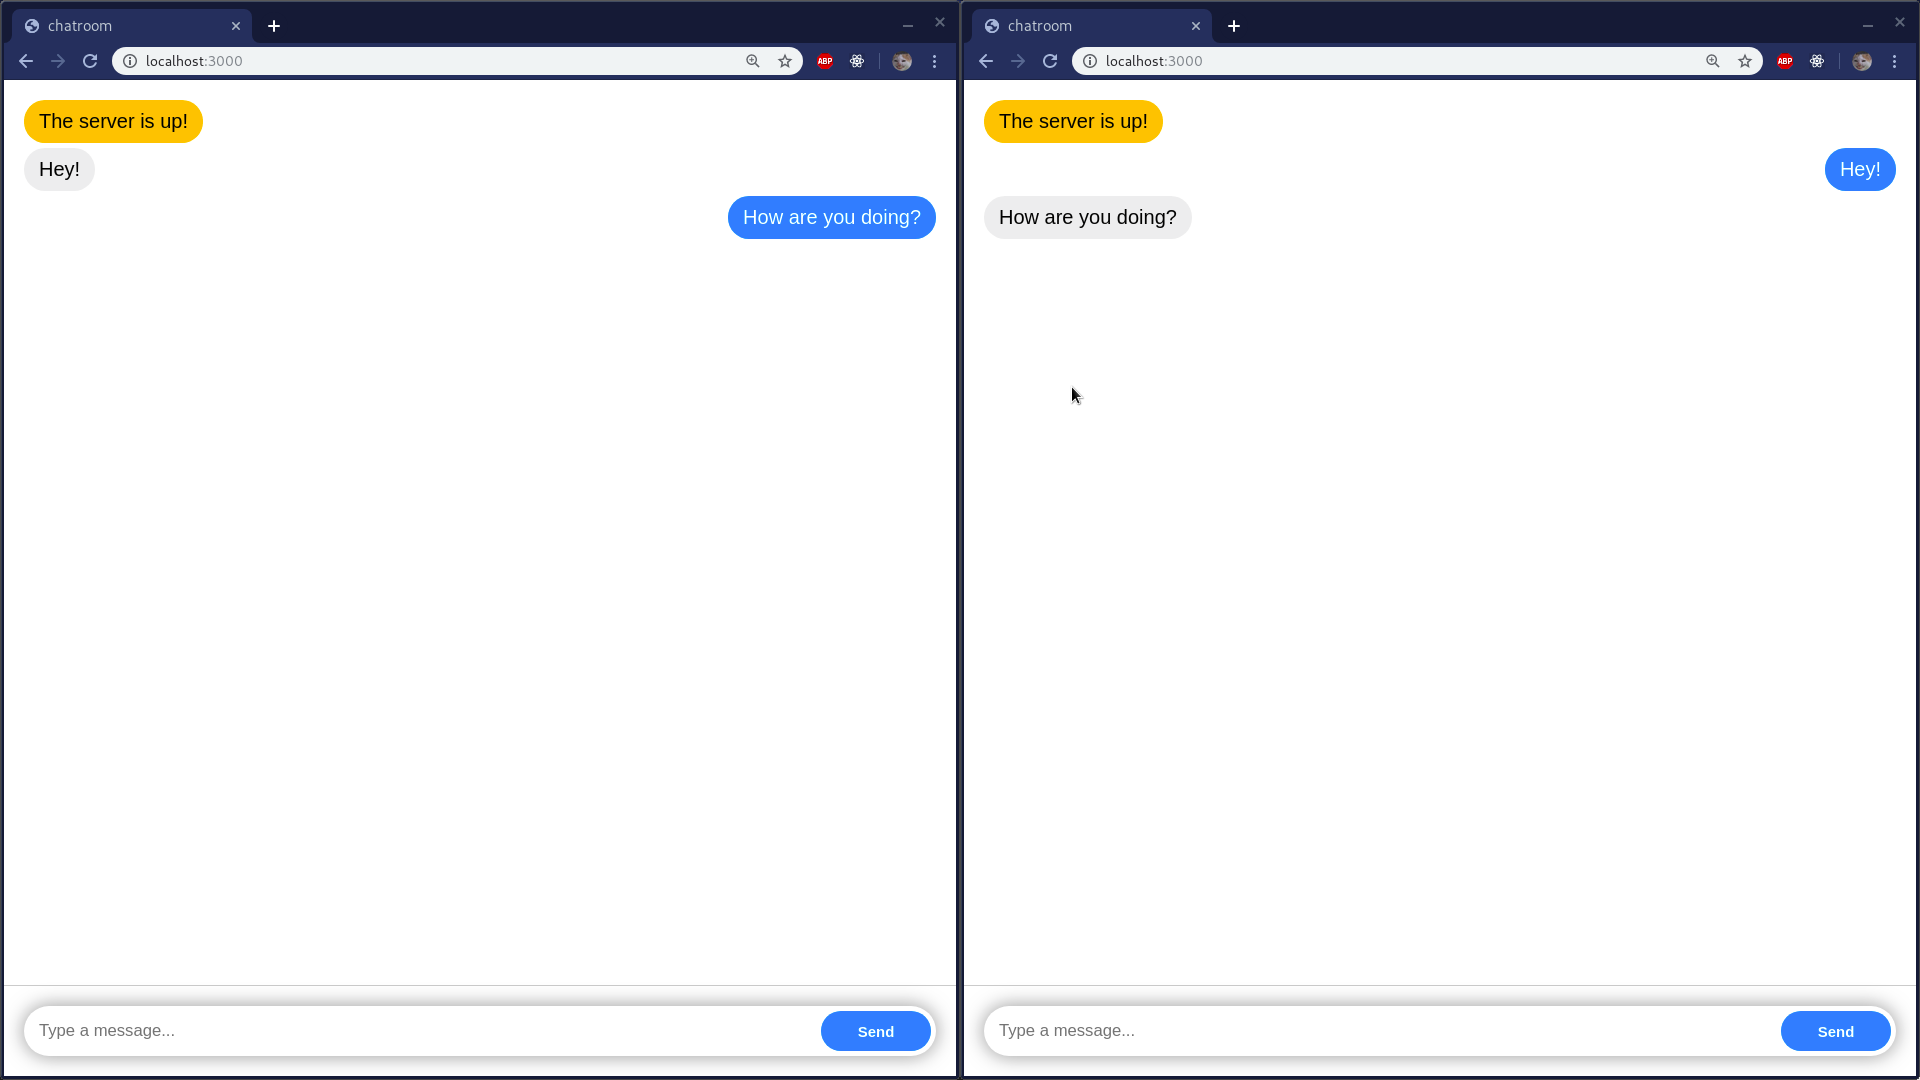 chatroom
localhost:3000
ABP
The server is up!
Hey!
How are you doing?
Type a message...
Send
chatroom
localhost:3000
ABP
The server is up!
Hey!
How are you doing?
Type a message...
Send